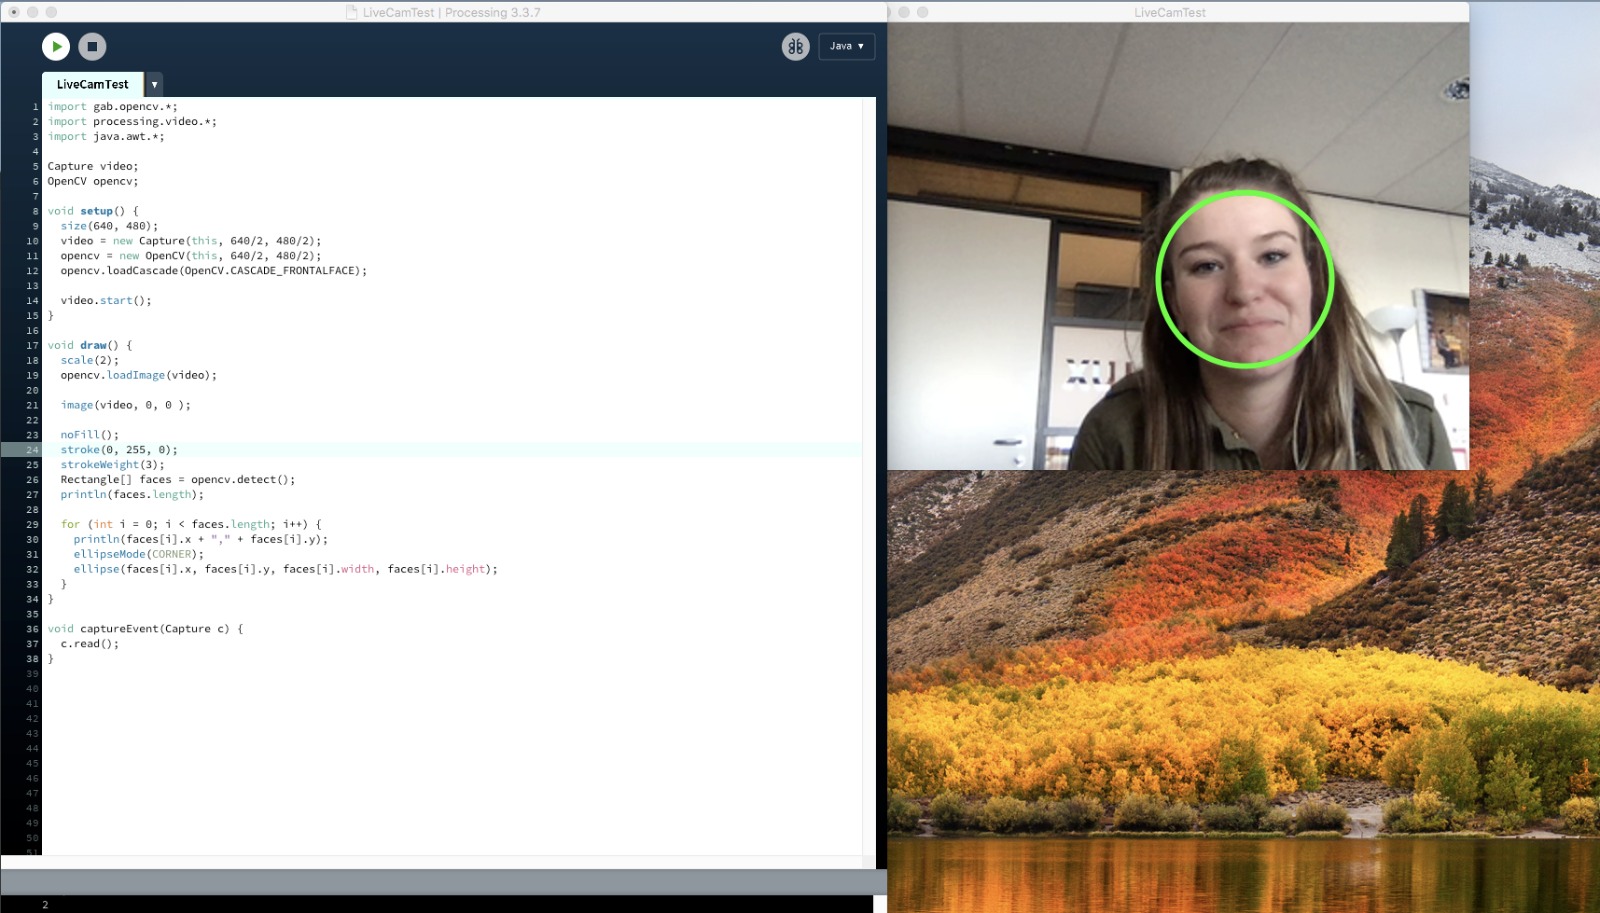 LiveCamTest | Processing 3.3.7
Java ▾
LiveCamTest ▾
1 import gab.opencv.*;
2 import processing.video.*;
3 import java.awt.*;
4
5 Capture video;
6 OpenCV opencv;
7
8 void setup() {
9 size(640, 480);
10 video = new Capture(this, 640/2, 480/2);
11 opencv = new OpenCV(this, 640/2, 480/2);
12 opencv.loadCascade(OpenCV.CASCADE_FRONTALFACE);
13
14 video.start();
15 }
16
17 void draw() {
18 scale(2);
19 opencv.loadImage(video);
20
21 image(video, 0, 0 );
22
23 noFill();
24 stroke(0, 255, 0);
25 strokeWeight(3);
26 Rectangle[] faces = opencv.detect();
27 println(faces.length);
28
29 for (int i = 0; i < faces.length; i++) {
30 println(faces[i].x + "," + faces[i].y);
31 ellipseMode(CORNER);
32 ellipse(faces[i].x, faces[i].y, faces[i].width, faces[i].height);
33 }
34 }
35
36 void captureEvent(Capture c) {
37 c.read();
38 }
39
40
41
42
43
44
45
46
47
48
49
50
51
2
LiveCamTest